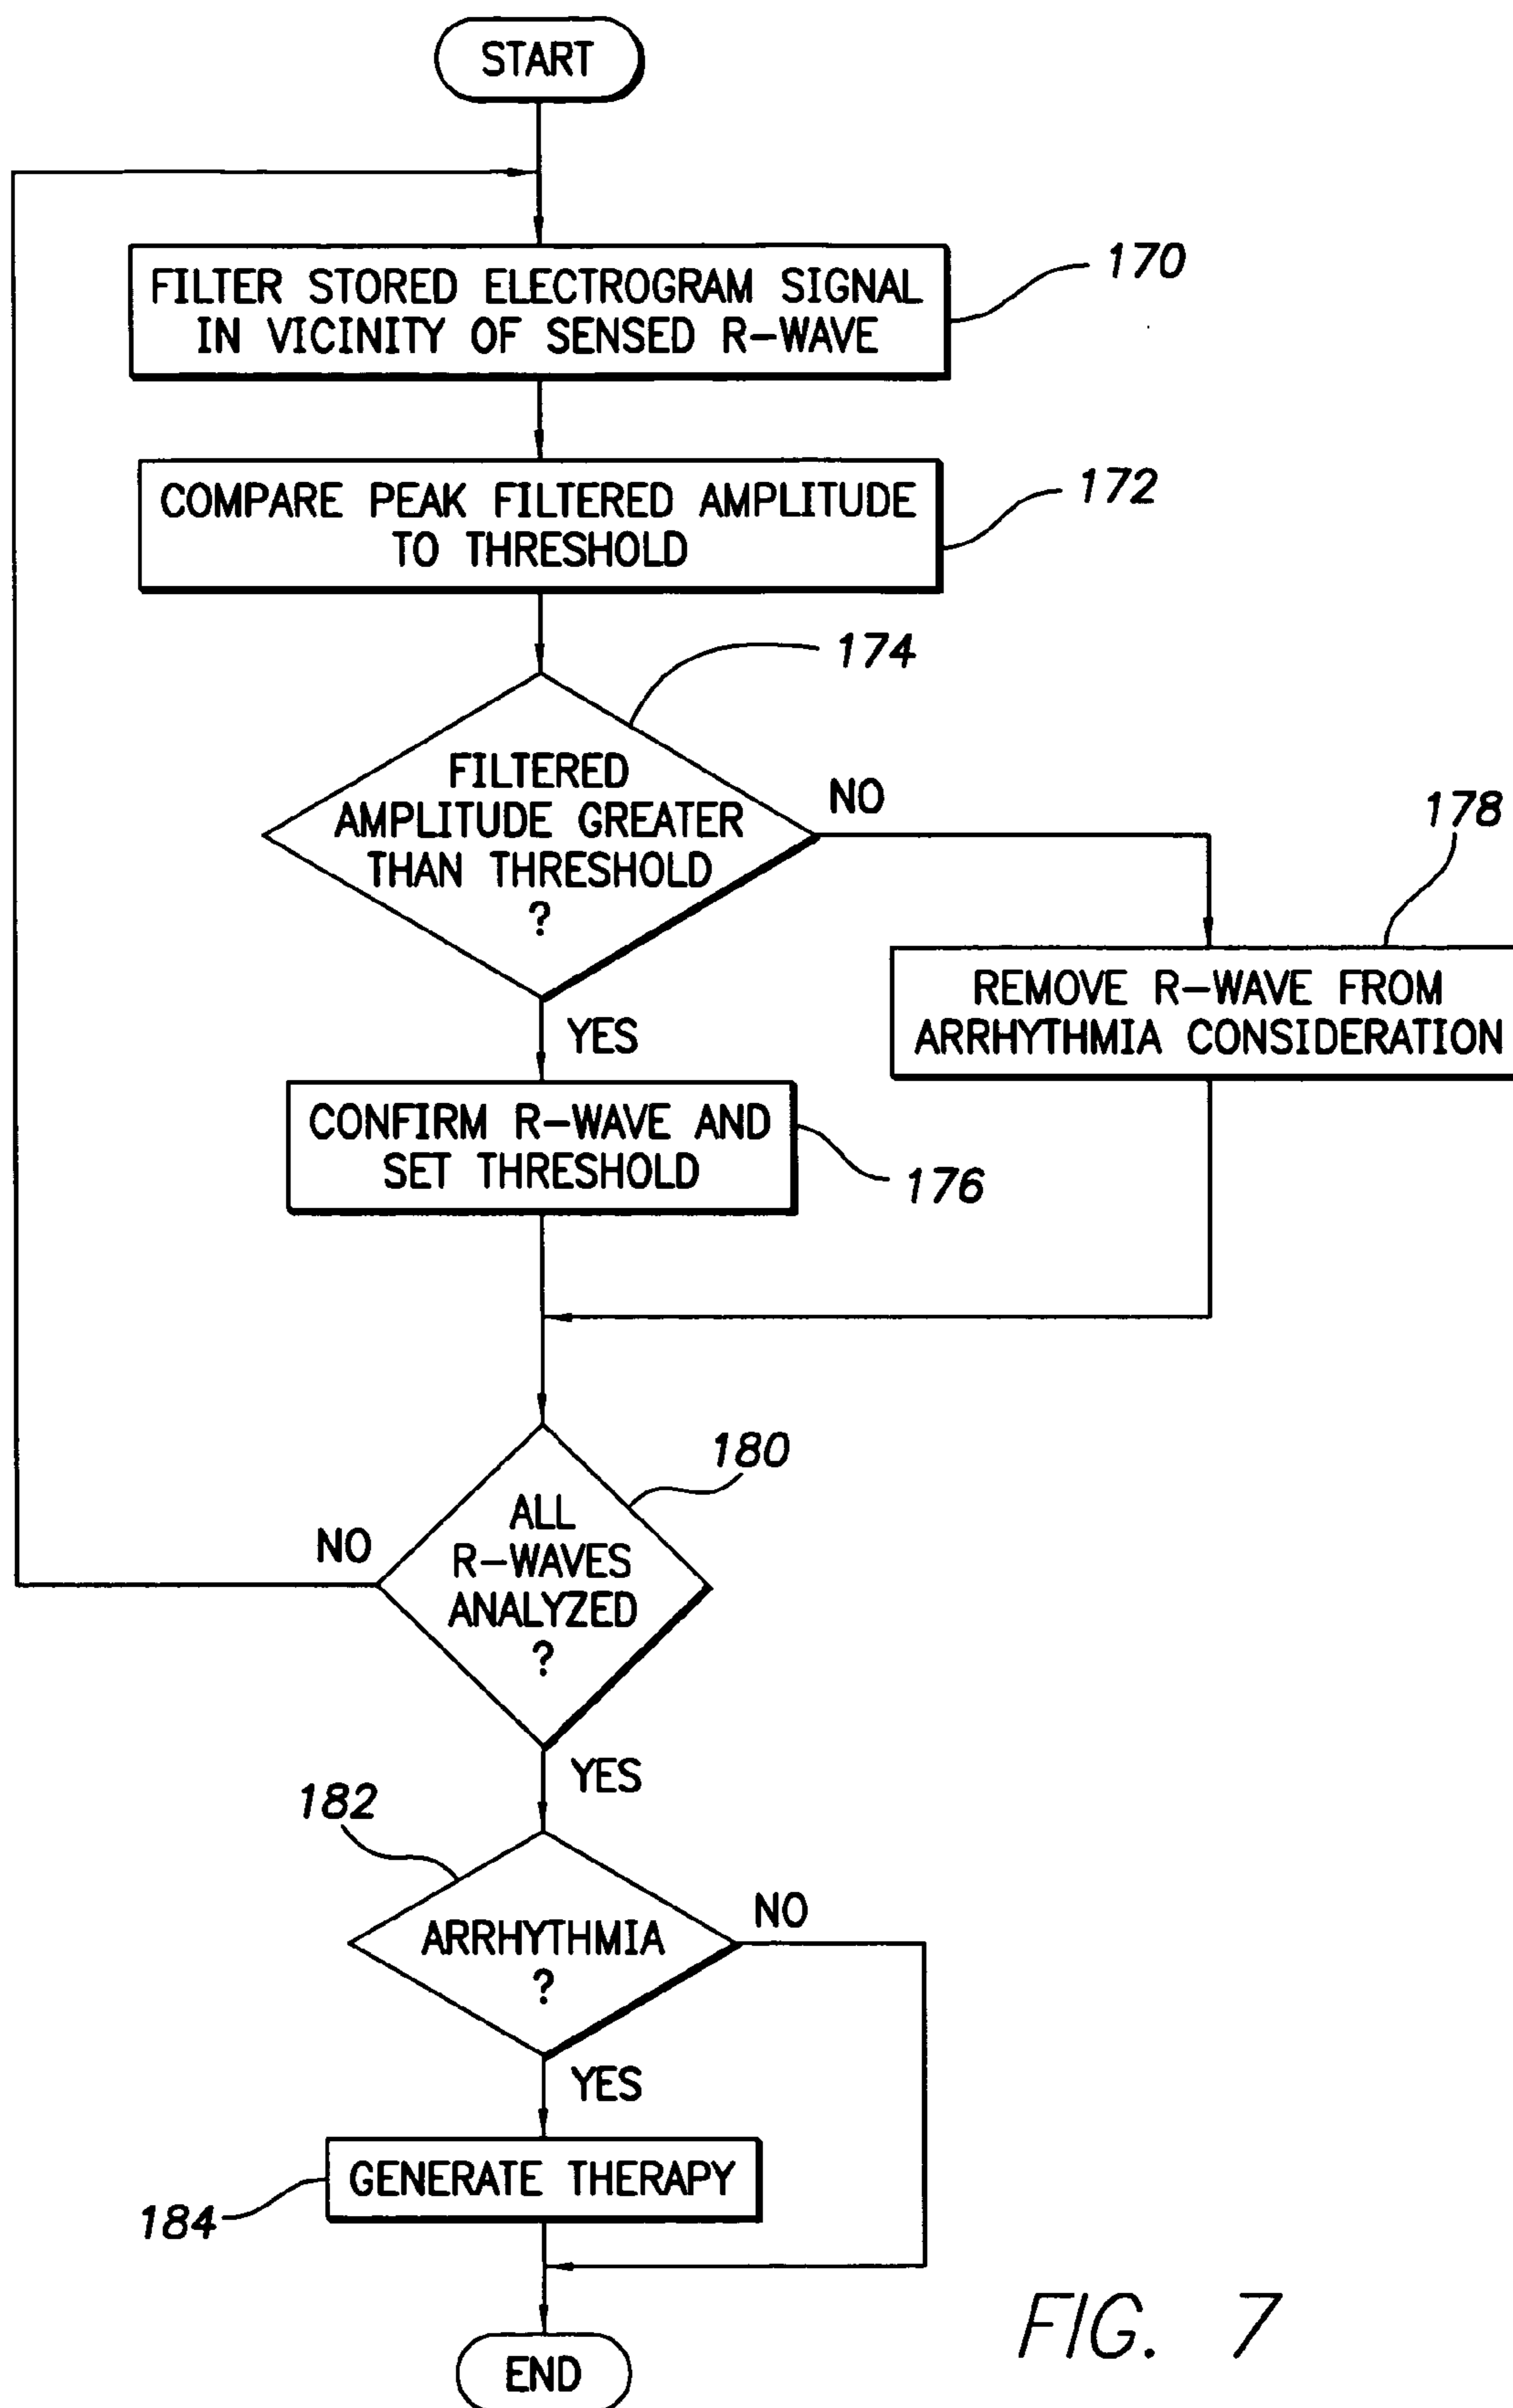 START
FILTER STORED ELECTROGRAM SIGNAL
IN VICINITY OF SENSED R-WAVE
170
COMPARE PEAK FILTERED AMPLITUDE
TO THRESHOLD
172
174
FILTERED
AMPLITUDE GREATER
THAN THRESHOLD
?
NO
178
REMOVE R-WAVE FROM
ARRHYTHMIA CONSIDERATION
YES
CONFIRM R-WAVE AND
SET THRESHOLD
176
180
ALL
R-WAVES
ANALYZED
?
NO
YES
182
ARRHYTHMIA
?
NO
YES
GENERATE THERAPY
184
END
FIG. 7